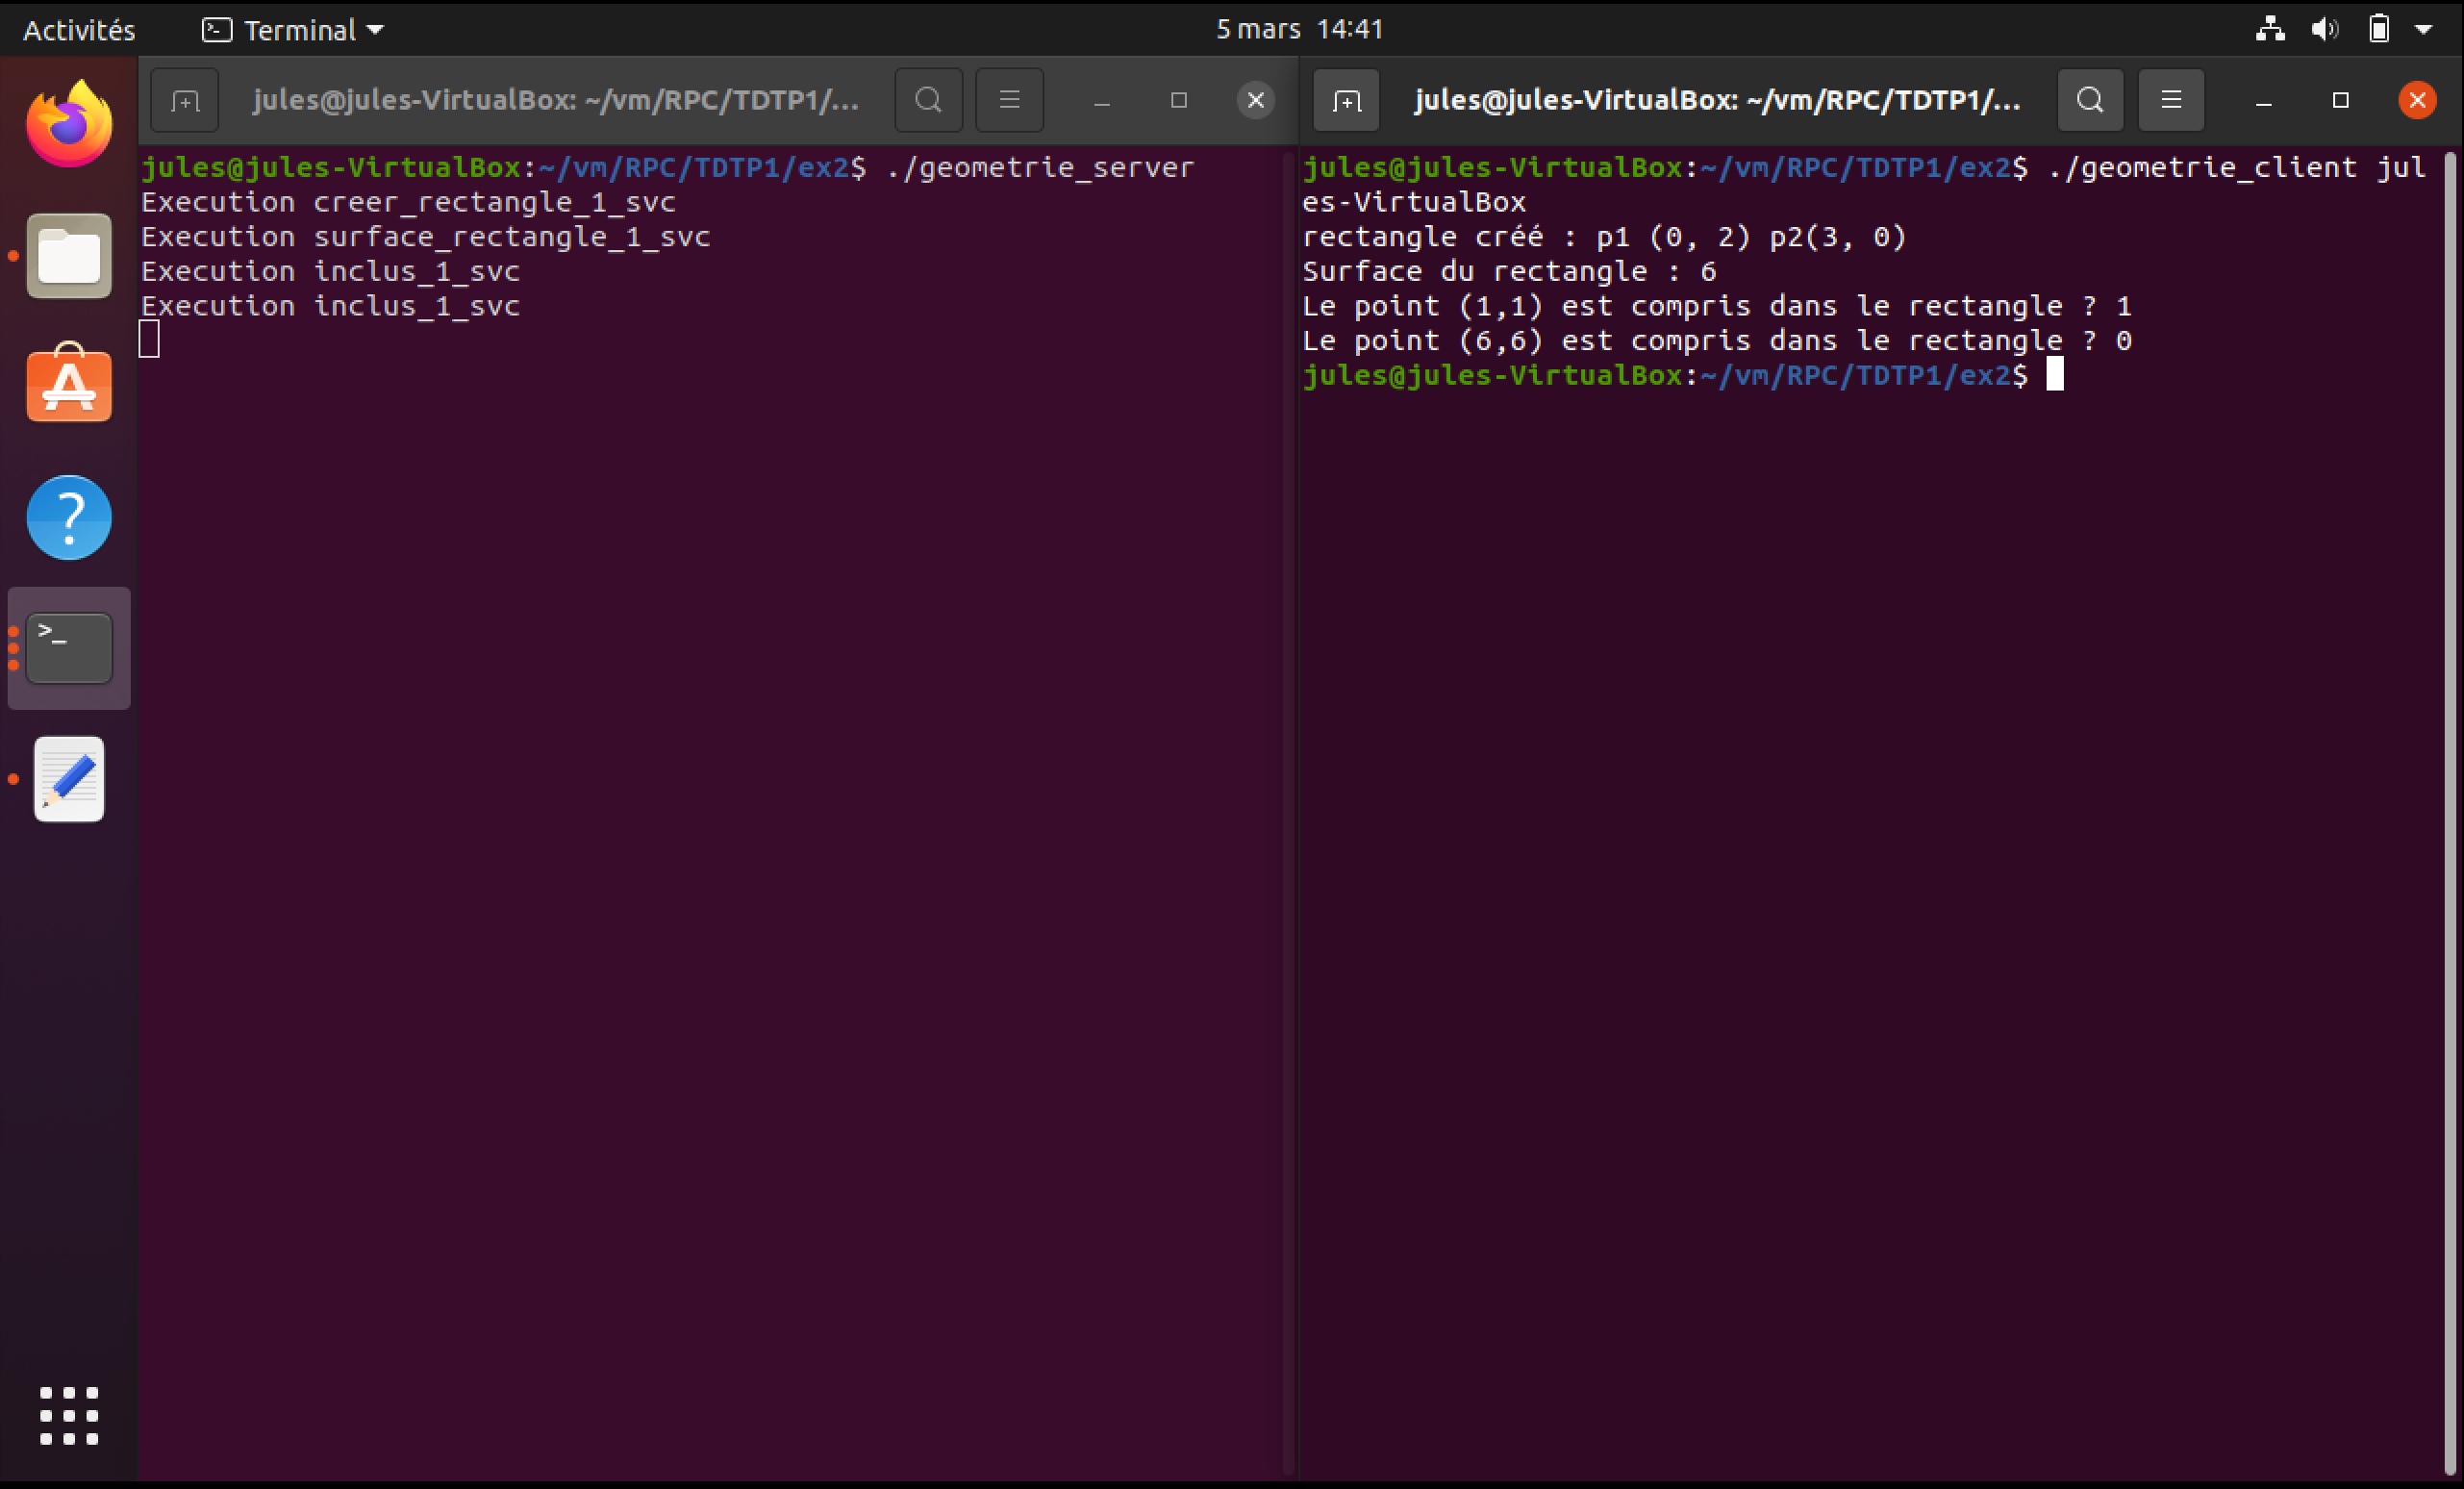 Activités
Terminal
5 mars 14:41
jules@jules-VirtualBox: ~/vm/RPC/TDTP1/...
jules@jules-VirtualBox:~/vm/RPC/TDTP1/ex2$ ./geometrie_server
Execution creer_rectangle_1_svc
Execution surface_rectangle_1_svc
Execution inclus_1_svc
Execution inclus_1_svc
jules@jules-VirtualBox: ~/vm/RPC/TDTP1/...
jules@jules-VirtualBox:~/vm/RPC/TDTP1/ex2$ ./geometrie_client jul
es-VirtualBox
rectangle créé : p1 (0, 2) p2(3, 0)
Surface du rectangle : 6
Le point (1,1) est compris dans le rectangle ? 1
Le point (6,6) est compris dans le rectangle ? 0
jules@jules-VirtualBox:~/vm/RPC/TDTP1/ex2$